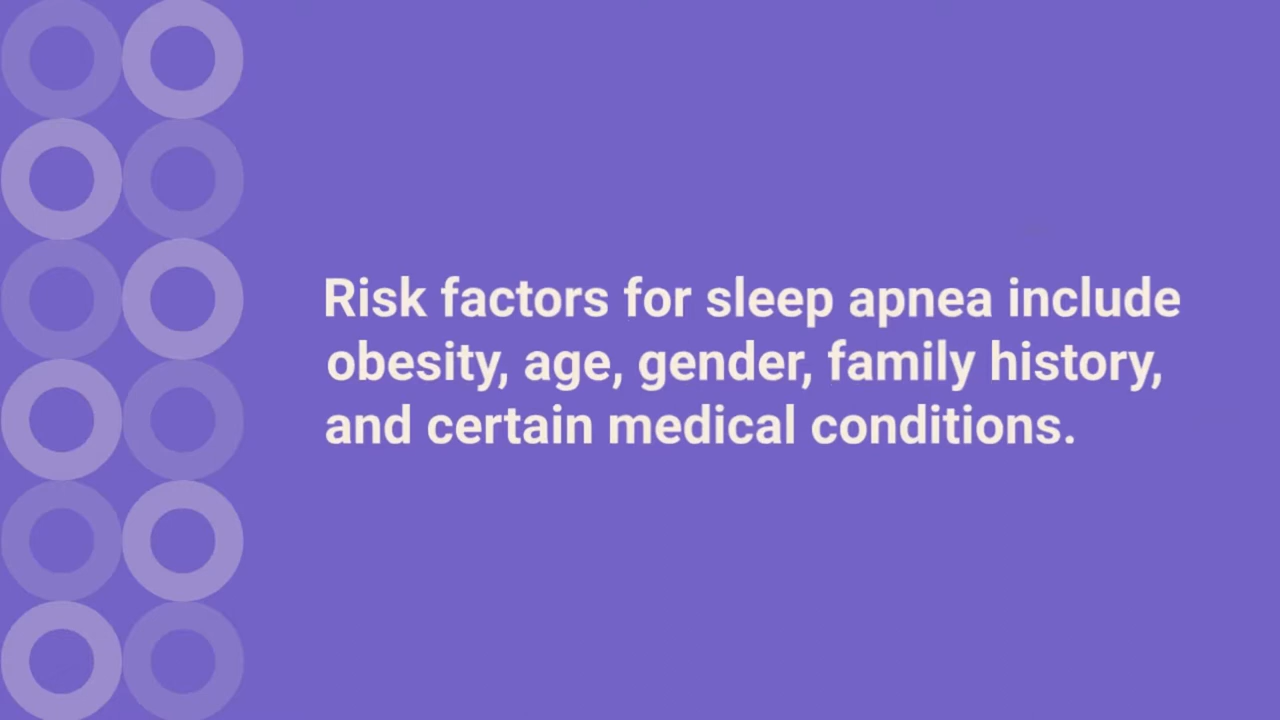 Risk factors for sleep apnea include
obesity, age, gender, family history,
and certain medical conditions.